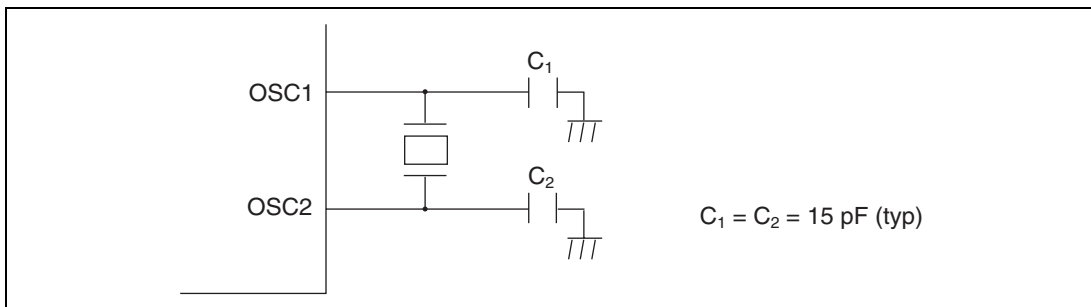 C₁
OSC1
C₂
OSC2
C₁ = C₂ = 15 pF (typ)